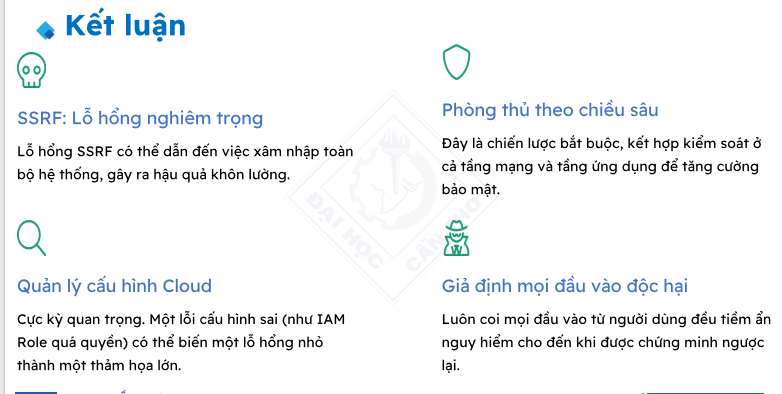 Kết luận
SSRF: Lỗ hổng nghiêm trọng
Lỗ hổng SSRF có thể dẫn đến việc xâm nhập toàn
bộ hệ thống, gây ra hậu quả khôn lường.
Phòng thủ theo chiều sâu
Đây là chiến lược bắt buộc, kết hợp kiểm soát ở
cả tầng mạng và tầng ứng dụng để tăng cường
bảo mật.
Quản lý cấu hình Cloud
Cực kỳ quan trọng. Một lỗi cấu hình sai (như IAM
Role quá quyền) có thể biến một lỗ hổng nhỏ
thành một thảm họa lớn.
Giả định mọi đầu vào độc hại
Luôn coi mọi đầu vào từ người dùng đều tiềm ẩn
nguy hiểm cho đến khi được chứng minh ngược
lại.
ĐẠI HỌC CẦN THƠ